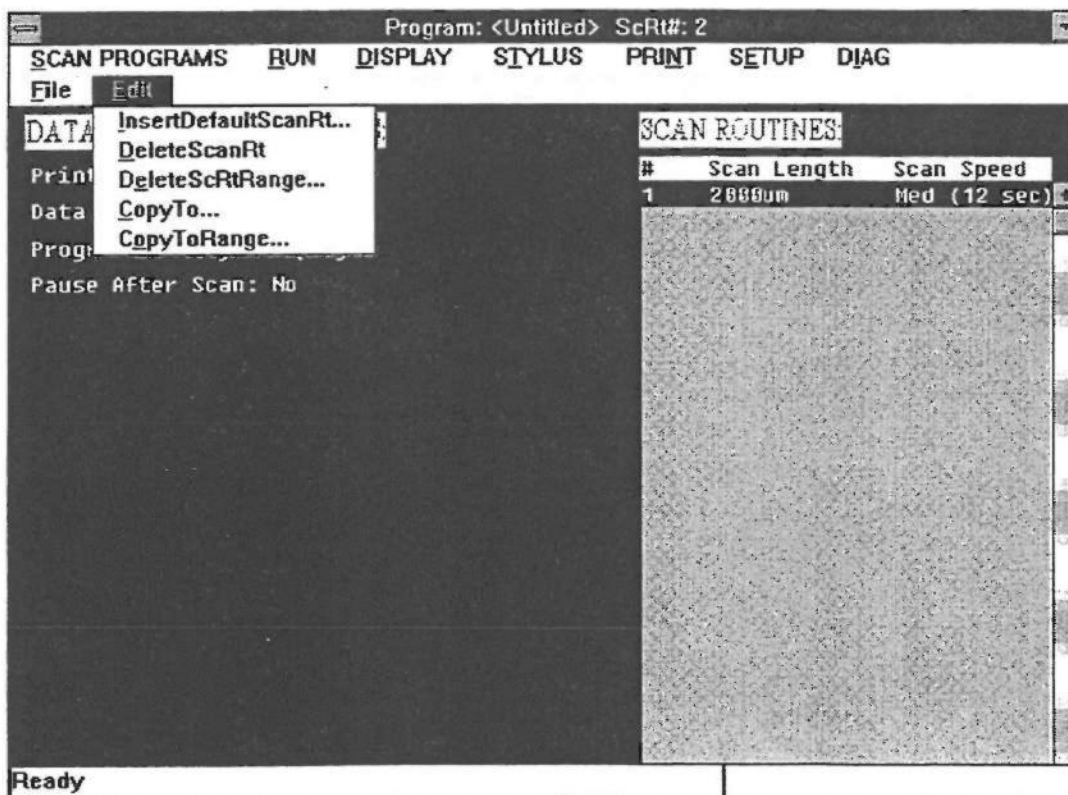 Program: <Untitled> ScRt#: 2
SCAN PROGRAMS RUN DISPLAY STYLUS PRINT SETUP DIAG
File Edit
InsertDefaultScanRt...
DeleteScanRt
DeleteScRtRange...
CopyTo...
CopyToRange...
DATA
Print
Data
Progr
Pause After Scan: No
SCAN ROUTINES:
# Scan Length Scan Speed
1 2000um Med (12 sec)
Ready